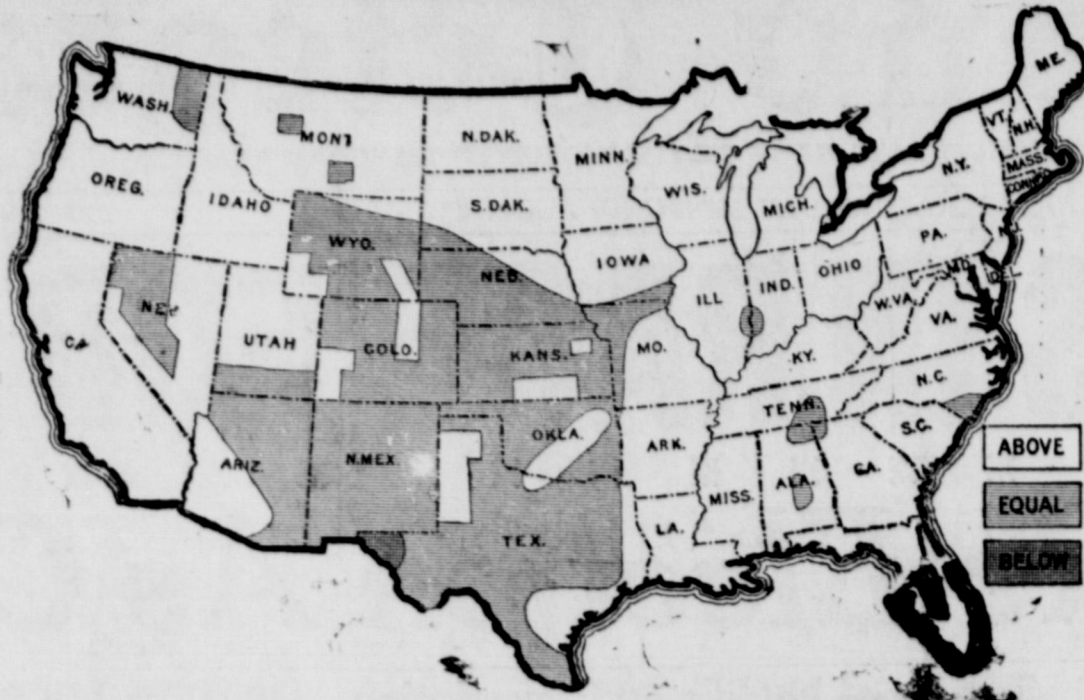 ME.
WASH.
MONT.
N.DAK.
MINN.
VT.
N.H.
MASS.
N.Y.
OREG.
IDAHO
S.DAK.
WIS.
MICH.
WYO.
PA.
NEB.
IOWA
OHIO
MD.
DEL.
ILL
IND.
W.VA.
VA.
UTAH
COLO.
KANS.
MO.
KY.
N.C.
TENN.
S.C.
ARIZ.
N.MEX
OKLA.
ARK.
MISS.
ALA.
GA.
TEX.
LA.
ABOVE
EQUAL
BELOW